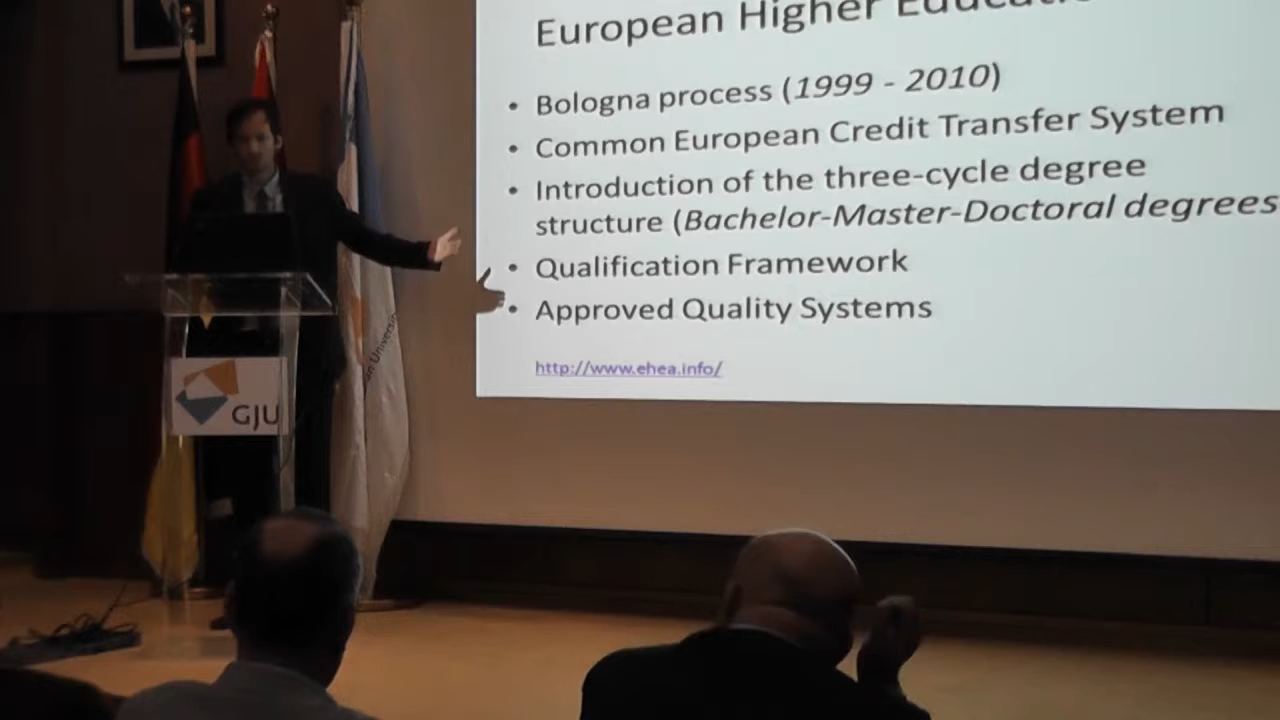 European Higher
• Bologna process (1999 - 2010)
• Common European Credit Transfer System
• Introduction of the three-cycle degree
structure (Bachelor-Master-Doctoral degrees
• Qualification Framework
• Approved Quality Systems
http://www.ehea.info/
GJU